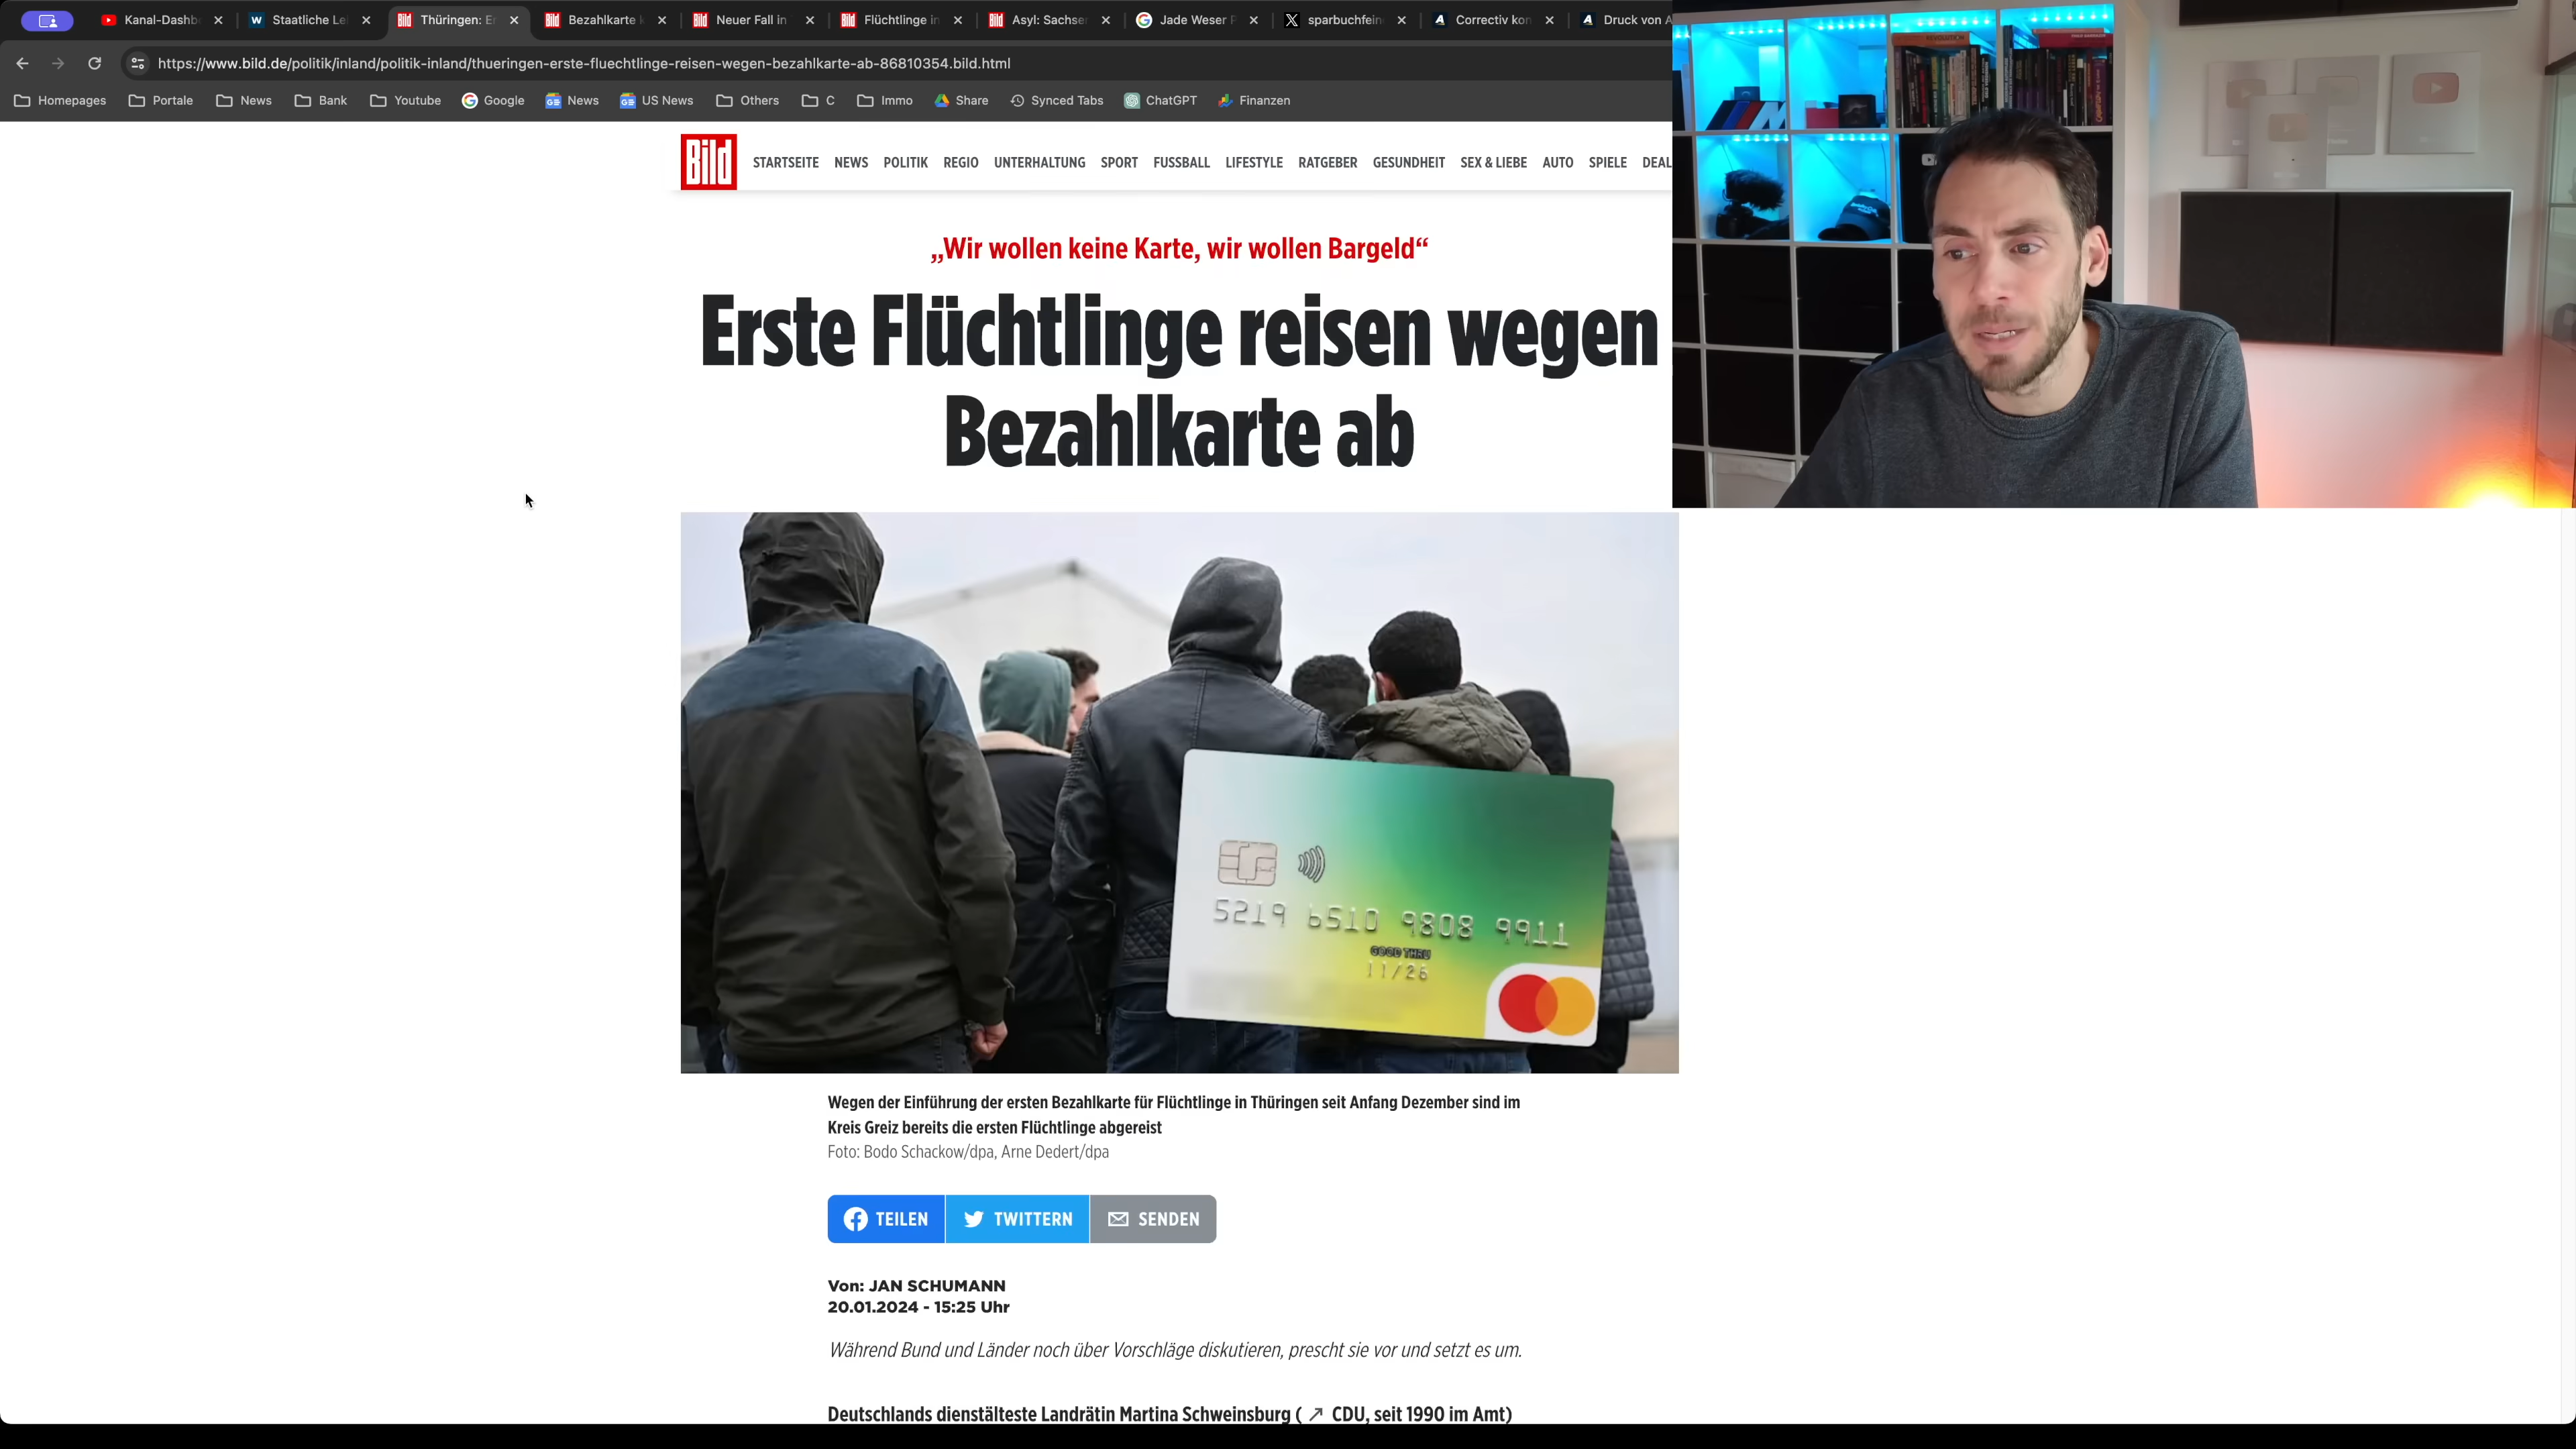 Kanal-Dashb
Staatliche Le
Thüringen: Er
Bezahlkarte k
Neuer Fall in
Flüchtlinge in
Asyl: Sachse
Jade Weser P
sparbuchfein
Correctiv kon
Druck von A
https://www.bild.de/politik/inland/politik-inland/thueringen-erste-fluechtlinge-reisen-wegen-bezahlkarte-ab-86810354.bild.html
Homepages Portale News Bank Youtube Google News US News Others C Immo Share Synced Tabs ChatGPT Finanzen
Bild STARTSEITE NEWS POLITIK REGIO UNTERHALTUNG SPORT FUSSBALL LIFESTYLE RATGEBER GESUNDHEIT SEX & LIEBE AUTO SPIELE DEAL
„Wir wollen keine Karte, wir wollen Bargeld“
Erste Flüchtlinge reisen wegen
Bezahlkarte ab
5219 6510 9808 9911
GOOD THRU
11/26
Wegen der Einführung der ersten Bezahlkarte für Flüchtlinge in Thüringen seit Anfang Dezember sind im
Kreis Greiz bereits die ersten Flüchtlinge abgereist
Foto: Bodo Schackow/dpa, Arne Dedert/dpa
TEILEN TWITTERN SENDEN
Von: JAN SCHUMANN
20.01.2024 - 15:25 Uhr
Während Bund und Länder noch über Vorschläge diskutieren, prescht sie vor und setzt es um.
Deutschlands dienstälteste Landrätin Martina Schweinsburg ( ↗ CDU, seit 1990 im Amt)